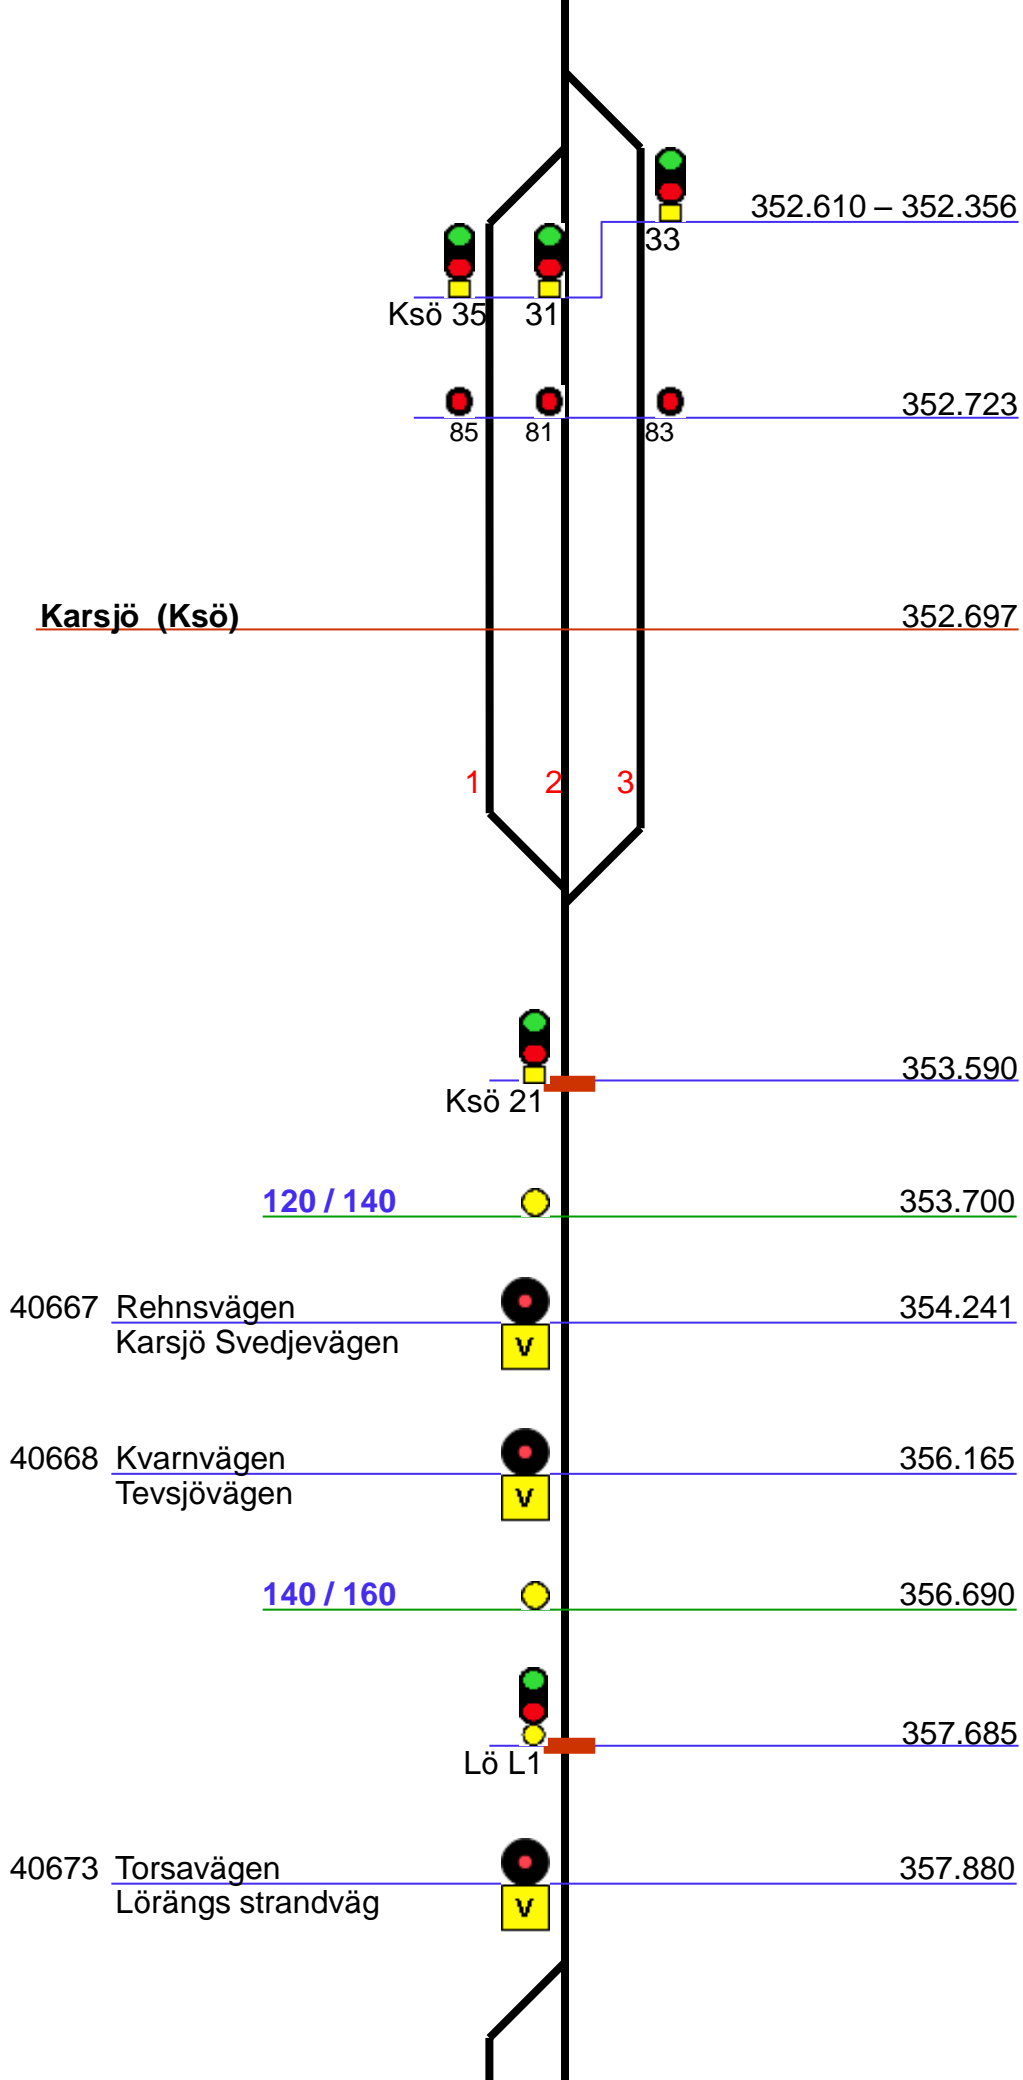 352.610 – 352.356
33
Ksö 35 31
352.723
85 81 83
Karsjö (Ksö) 352.697
1 2 3
353.590
Ksö 21
120 / 140 353.700
40667 Rehnsvägen 354.241
Karsjö Svedjevägen
V
40668 Kvarnvägen 356.165
Tevsjövägen
V
140 / 160 356.690
357.685
Lö L1
40673 Torsavägen 357.880
Lörängs strandväg
V